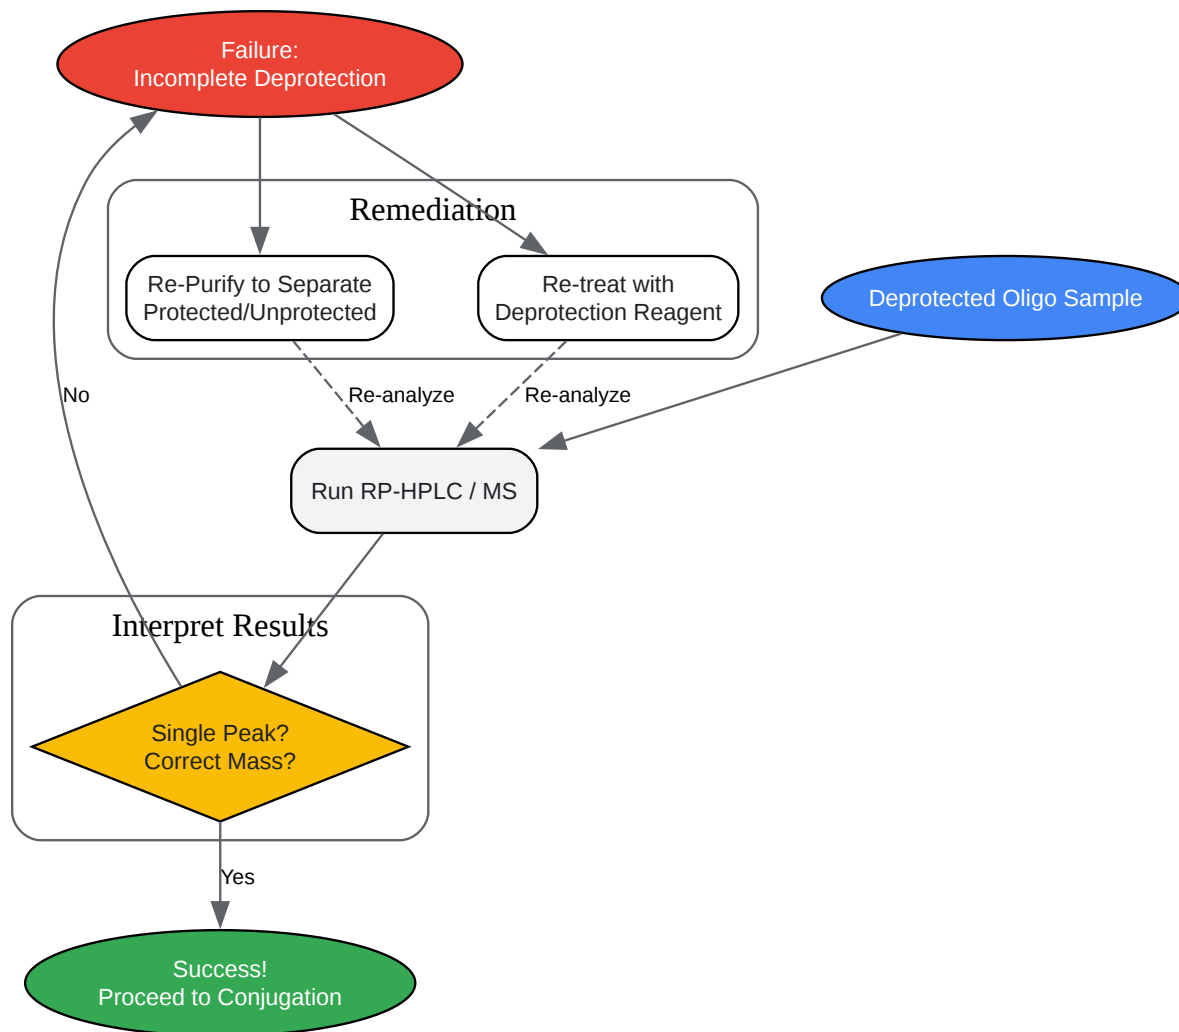 Failure:
Incomplete Deprotection
Remediation
Re-Purify to Separate
Protected/Unprotected
Re-treat with
Deprotection Reagent
Deprotected Oligo Sample
No
Re-analyze
Re-analyze
Run RP-HPLC / MS
Interpret Results
Single Peak?
Correct Mass?
Yes
Success!
Proceed to Conjugation